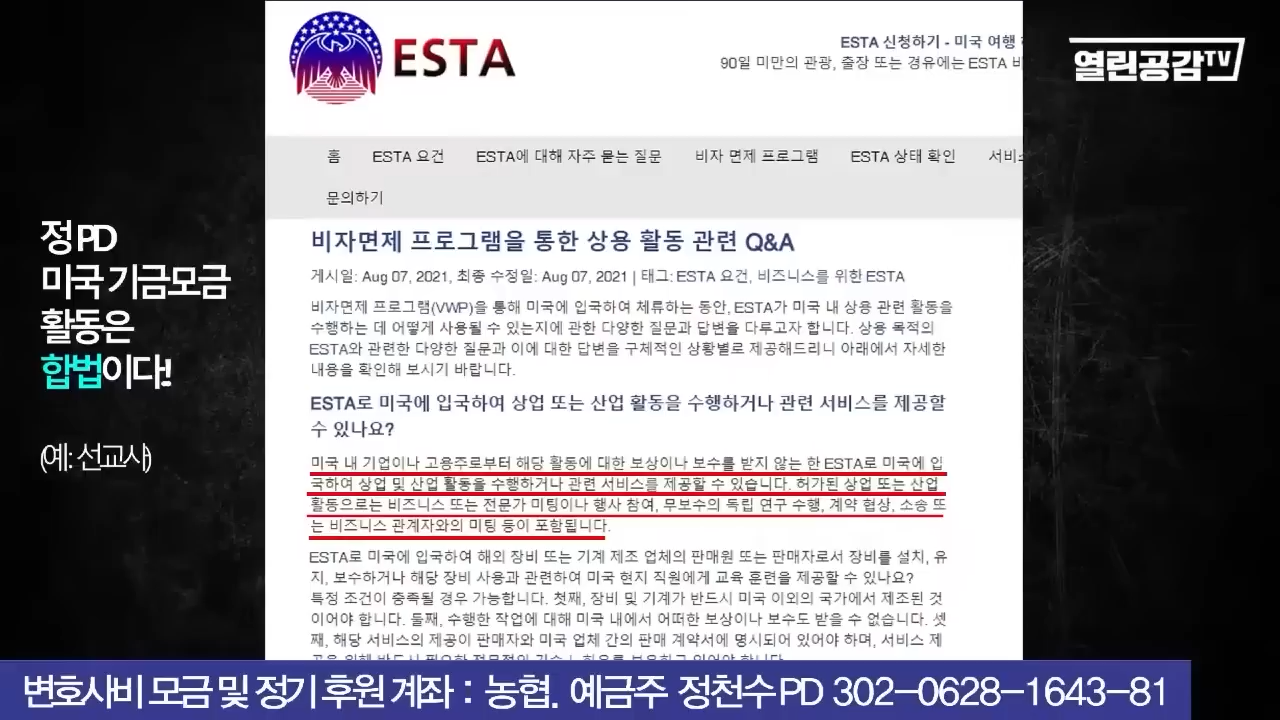 ESTA
ESTA 신청하기 - 미국 여행
90일 미만의 관광, 출장 또는 경유에는 ESTA
열린공감TV
홈 ESTA 요건 ESTA에 대해 자주 묻는 질문 비자 면제 프로그램 ESTA 상태 확인
문의하기
정PD
미국 기금모금
활동은
합법이다!!
(예: 선교사)
비자면제 프로그램을 통한 상용 활동 관련 Q&A
게시일: Aug 07, 2021, 최종 수정일: Aug 07, 2021 | 태그: ESTA 요건, 비즈니스를 위한 ESTA
비자면제 프로그램(VWP)을 통해 미국에 입국하여 체류하는 동안, ESTA가 미국 내 상용 관련 활동을
수행하는 데 어떻게 사용될 수 있는지에 관한 다양한 질문과 답변을 다루고자 합니다. 상용 목적의
ESTA와 관련한 다양한 질문과 이에 대한 답변을 구체적인 상황별로 제공해드리니 아래에서 자세한
내용을 확인해 보시기 바랍니다.
ESTA로 미국에 입국하여 상업 또는 산업 활동을 수행하거나 관련 서비스를 제공할
수 있나요?
미국 내 기업이나 고용주로부터 해당 활동에 대한 보상이나 보수를 받지 않는 한 ESTA로 미국에 입
국하여 상업 및 산업 활동을 수행하거나 관련 서비스를 제공할 수 있습니다. 허가된 상업 또는 산업
활동으로는 비즈니스 또는 전문가 미팅이나 행사 참여, 무보수의 독립 연구 수행, 계약 협상, 소송 또
는 비즈니스 관계자와의 미팅 등이 포함됩니다.
ESTA로 미국에 입국하여 해외 장비 또는 기계 제조 업체의 판매원 또는 판매자로서 장비를 설치, 유
지, 보수하거나 해당 장비 사용과 관련하여 미국 현지 직원에게 교육 훈련을 제공할 수 있나요?
특정 조건이 충족될 경우 가능합니다. 첫째, 장비 및 기계가 반드시 미국 이외의 국가에서 제조된 것
이어야 합니다. 둘째, 수행한 작업에 대해 미국 내에서 어떠한 보상이나 보수도 받을 수 없습니다. 셋
째, 해당 서비스의 제공이 판매자와 미국 업체 간의 판매 계약서에 명시되어 있어야 하며, 서비스 제
변호사비 모금 및 정기 후원 계좌 : 농협. 예금주 정천수PD 302-0628-1643-81